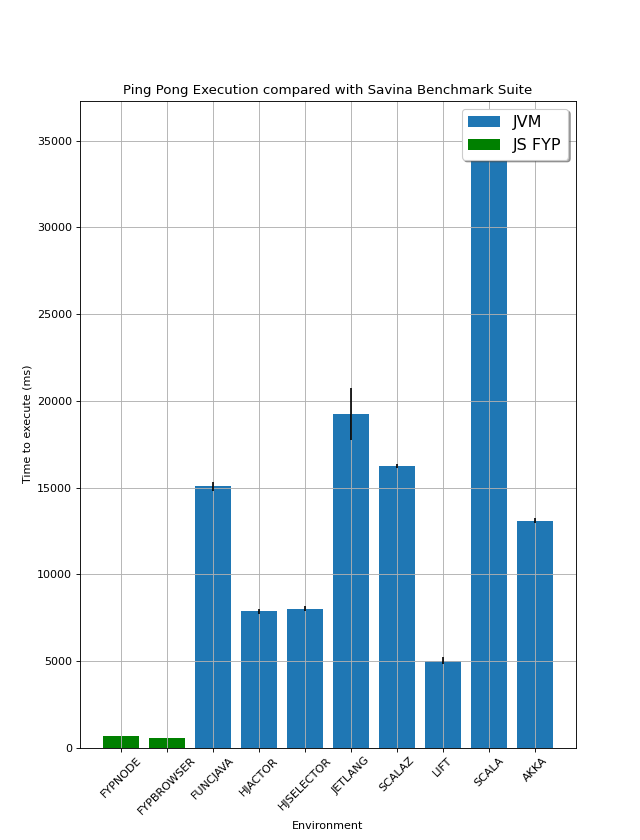 Ping Pong Execution compared with Savina Benchmark Suite
JVM
JS FYP
35000
30000
25000
20000
15000
10000
5000
0
Time to execute (ms)
FYPNODE
FYPBROWSER
FUNCJAVA
HJACTOR
HJSELECTOR
JETLANG
SCALAZ
LIFT
SCALA
AKKA
Environment